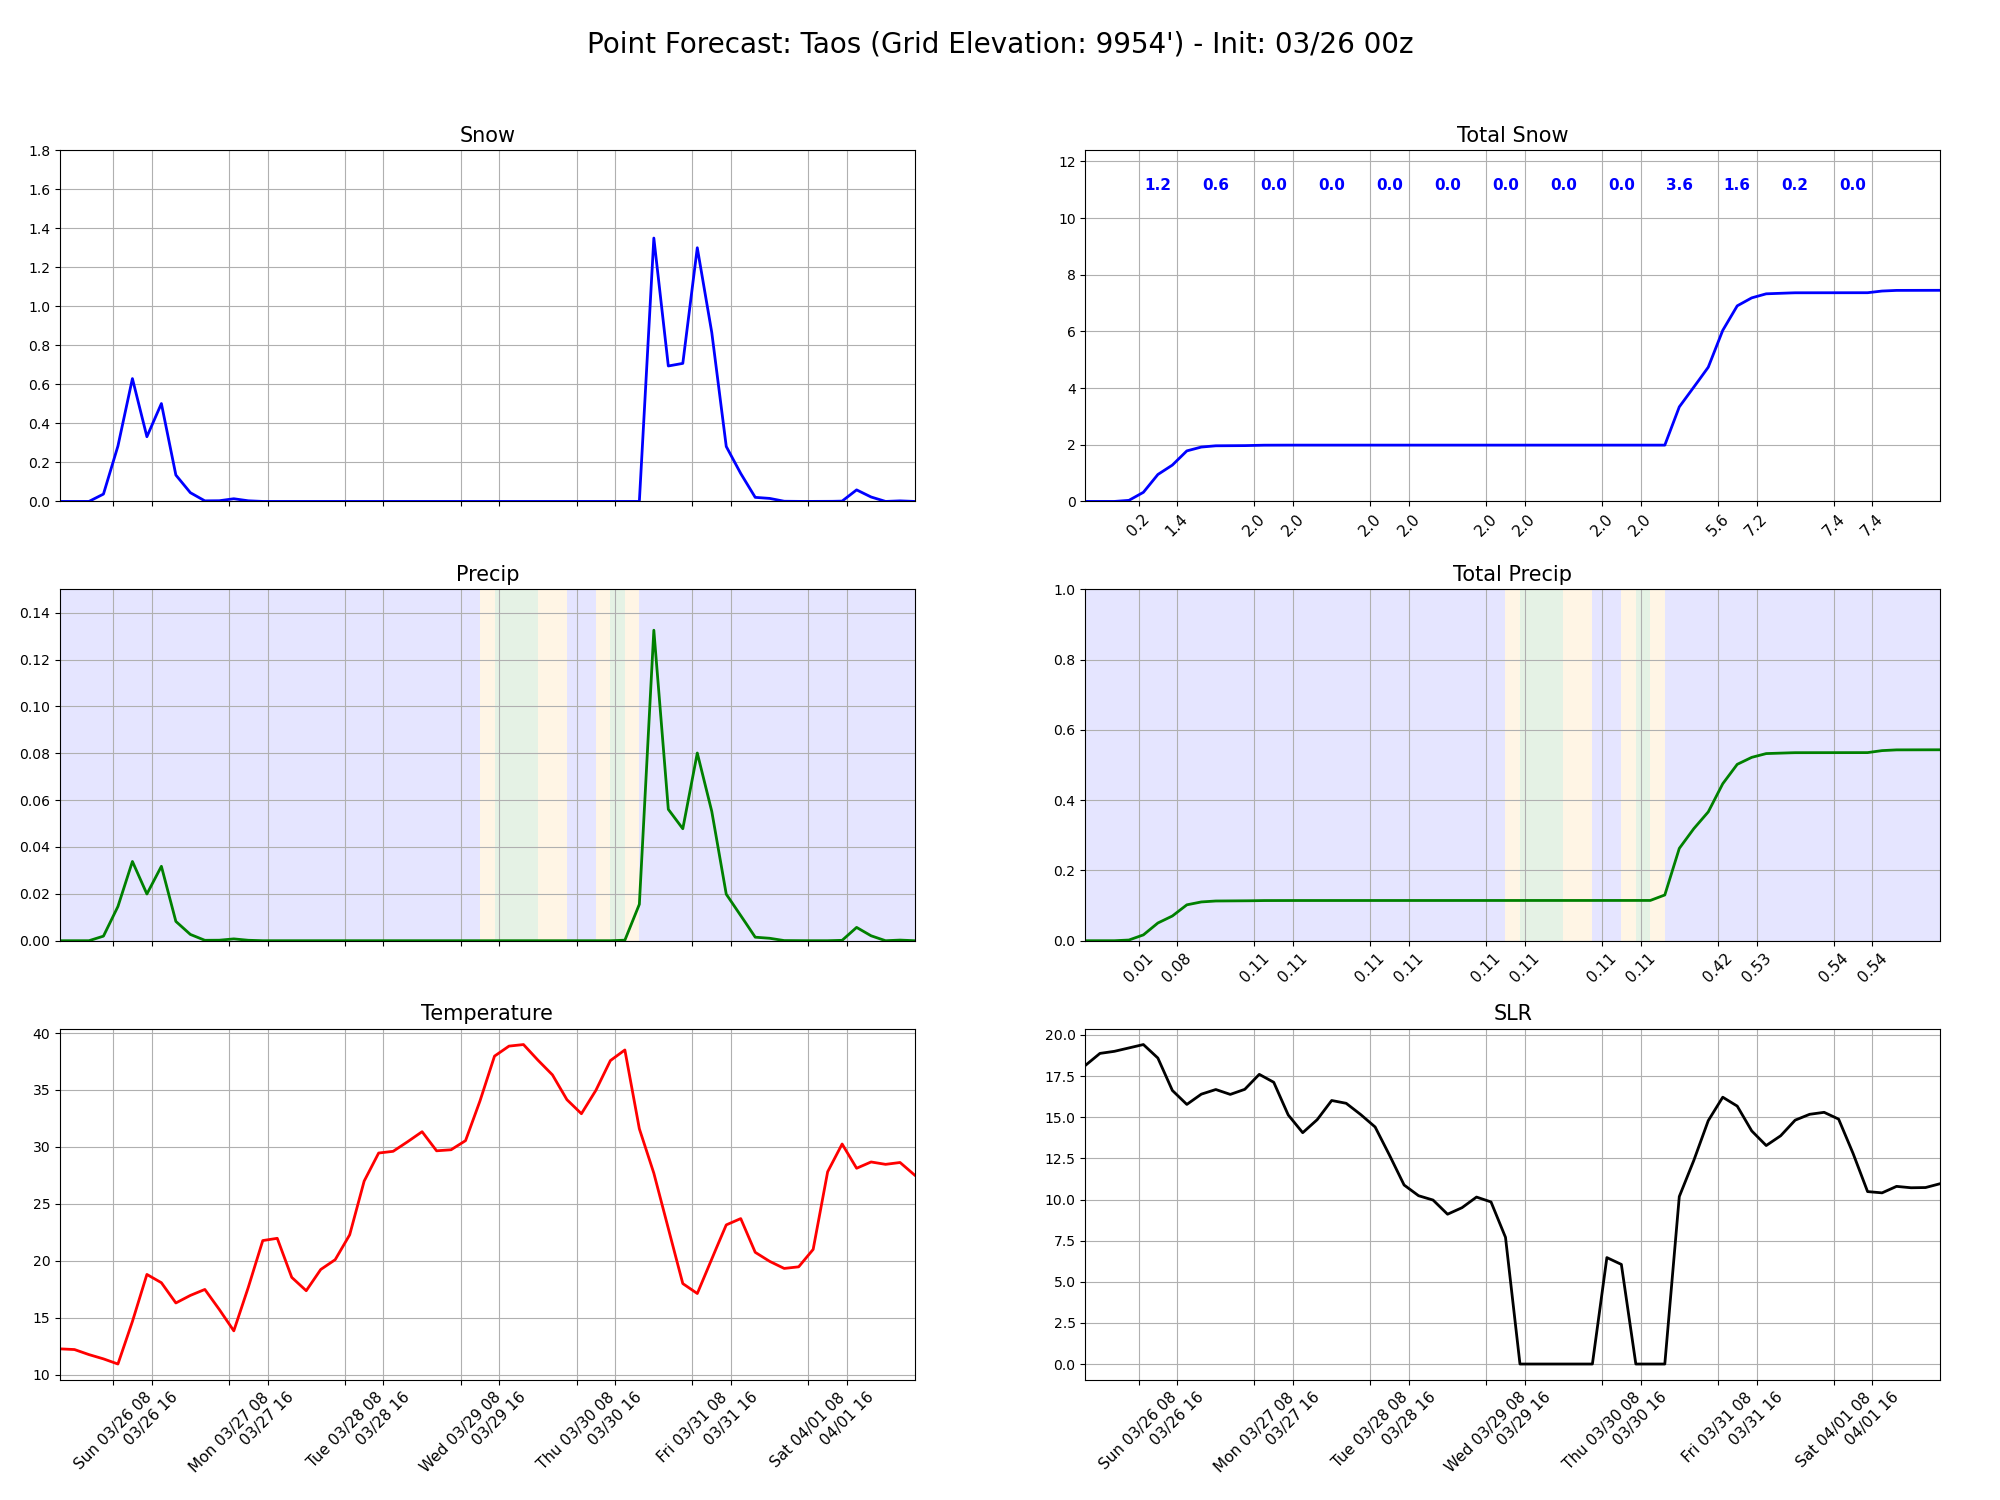 Point Forecast: Taos (Grid Elevation: 9954') - Init: 03/26 00z
Snow
1.8
1.6
1.4
1.2
1.0
0.8
0.6
0.4
0.2
0.0
Total Snow
12
10
8
6
4
2
0
1.2 0.6 0.0 0.0 0.0 0.0 0.0 0.0 0.0 3.6 1.6 0.2 0.0
0.2 1.4 2.0 2.0 2.0 2.0 2.0 2.0 2.0 2.0 5.6 7.2 7.4 7.4
Precip
0.14
0.12
0.10
0.08
0.06
0.04
0.02
0.00
Total Precip
1.0
0.8
0.6
0.4
0.2
0.0
0.01 0.08 0.11 0.11 0.11 0.11 0.11 0.11 0.11 0.11 0.42 0.53 0.54 0.54
Temperature
40
35
30
25
20
15
10
Sun 03/26 08
03/26 16
Mon 03/27 08
03/27 16
Tue 03/28 08
03/28 16
Wed 03/29 08
03/29 16
Thu 03/30 08
03/30 16
Fri 03/31 08
03/31 16
Sat 04/01 08
04/01 16
SLR
20.0
17.5
15.0
12.5
10.0
7.5
5.0
2.5
0.0
Sun 03/26 08
03/26 16
Mon 03/27 08
03/27 16
Tue 03/28 08
03/28 16
Wed 03/29 08
03/29 16
Thu 03/30 08
03/30 16
Fri 03/31 08
03/31 16
Sat 04/01 08
04/01 16